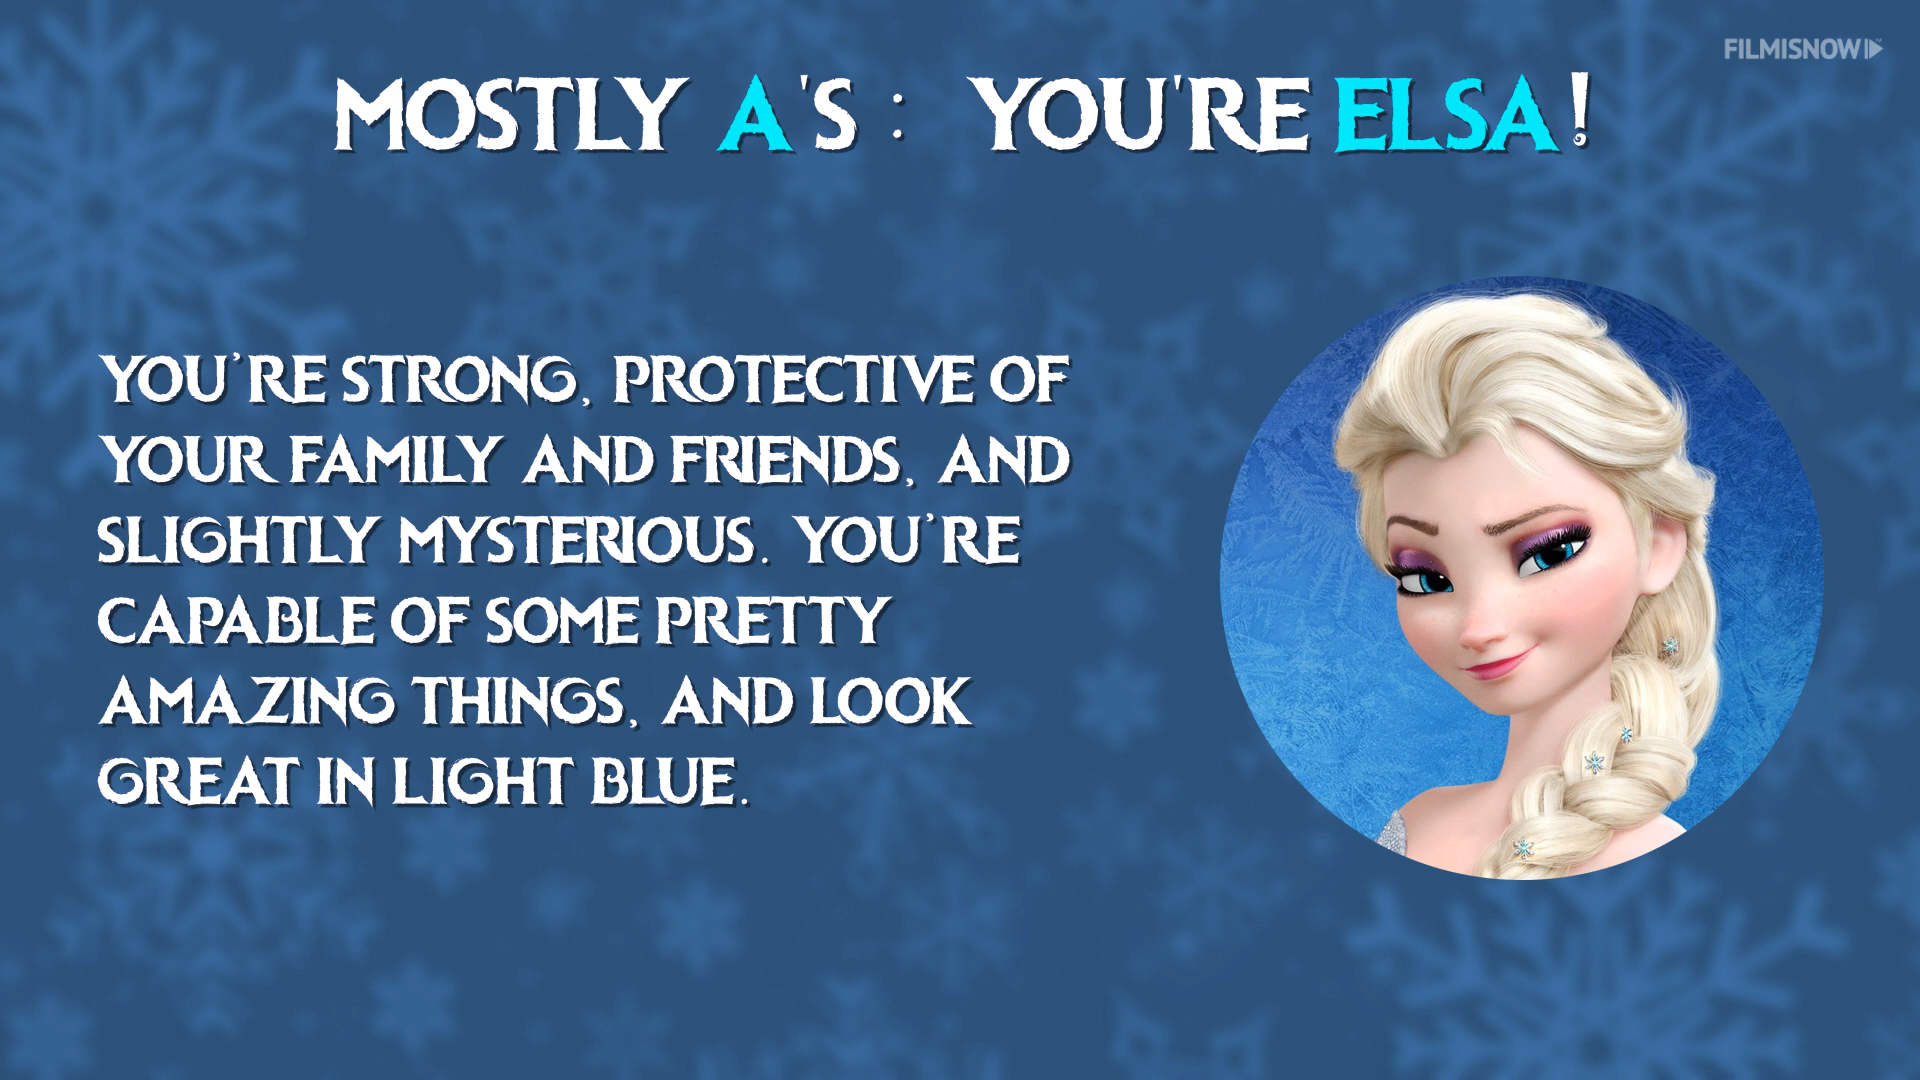 FILMISNOW
MOSTLY A'S : YOU'RE ELSA!
YOU'RE STRONG, PROTECTIVE OF
YOUR FAMILY AND FRIENDS, AND
SLIGHTLY MYSTERIOUS. YOU'RE
CAPABLE OF SOME PRETTY
AMAZING THINGS, AND LOOK
GREAT IN LIGHT BLUE.